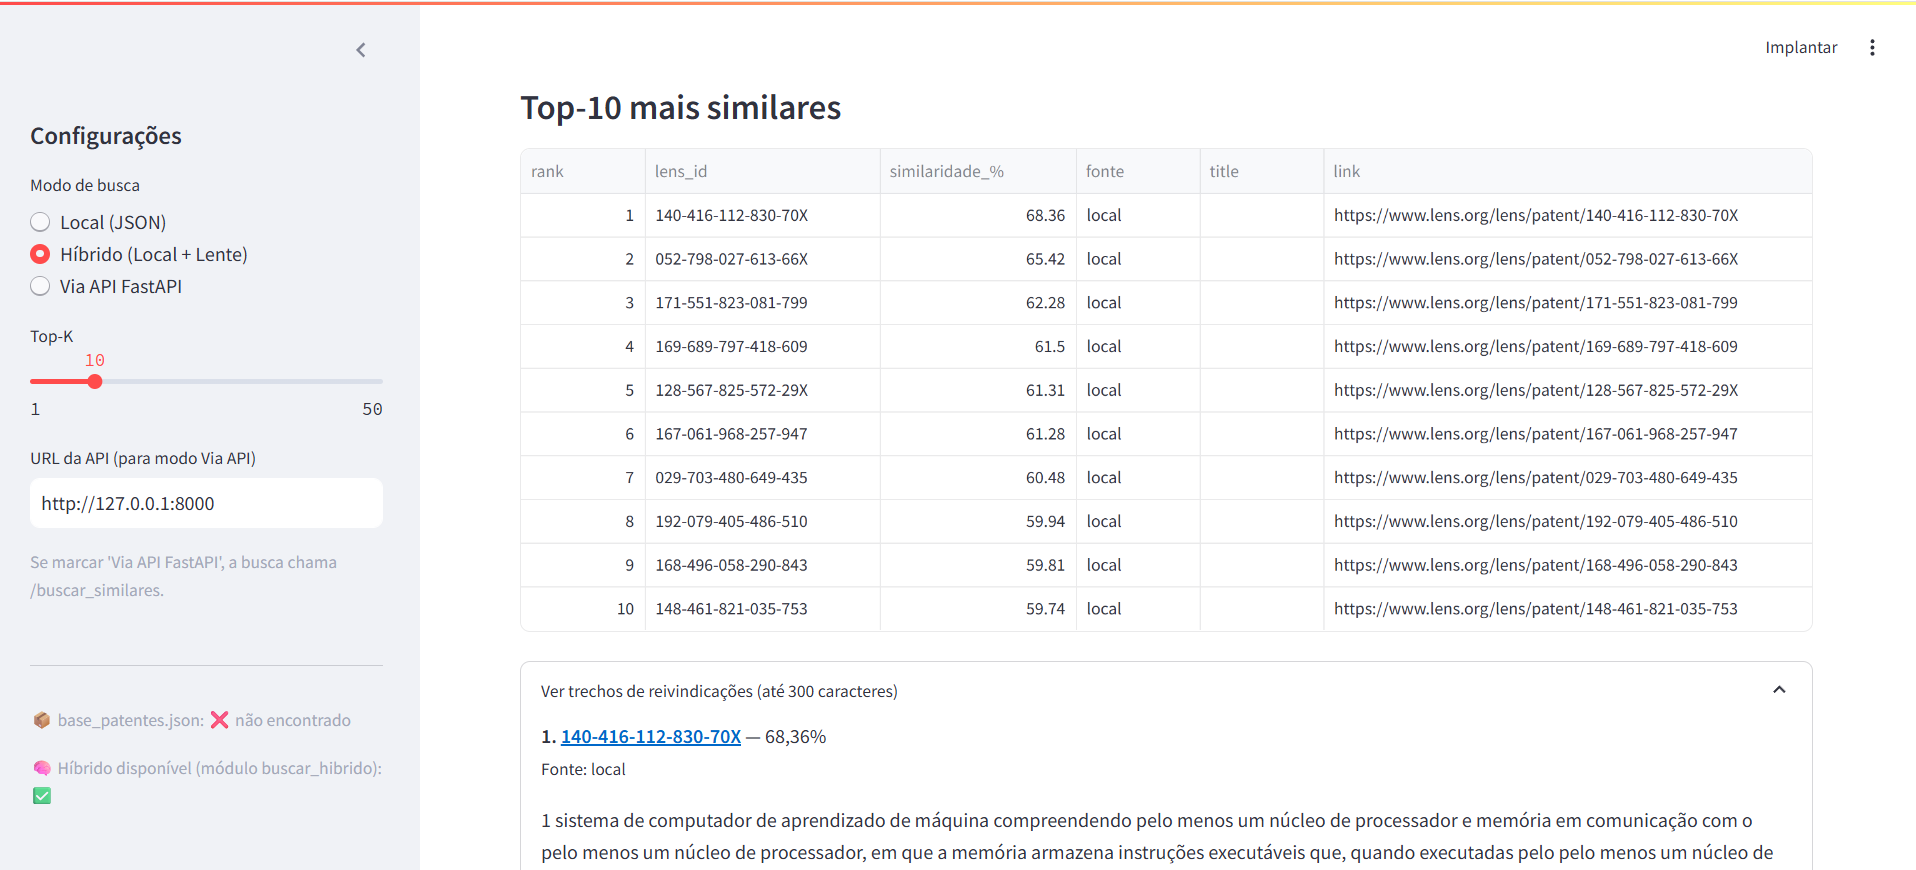 Implantar
Configurações
Modo de busca
Local (JSON)
Híbrido (Local + Lente)
Via API FastAPI
Top-K
10
1 50
URL da API (para modo Via API)
http://127.0.0.1:8000
Se marcar 'Via API FastAPI', a busca chama
/buscar_similares.
base_patentes.json: ❌ não encontrado
Híbrido disponível (módulo buscar_hibrido):
✅
Top-10 mais similares
rank lens_id similaridade_% fonte title link
1 140-416-112-830-70X 68.36 local https://www.lens.org/lens/patent/140-416-112-830-70X
2 052-798-027-613-66X 65.42 local https://www.lens.org/lens/patent/052-798-027-613-66X
3 171-551-823-081-799 62.28 local https://www.lens.org/lens/patent/171-551-823-081-799
4 169-689-797-418-609 61.5 local https://www.lens.org/lens/patent/169-689-797-418-609
5 128-567-825-572-29X 61.31 local https://www.lens.org/lens/patent/128-567-825-572-29X
6 167-061-968-257-947 61.28 local https://www.lens.org/lens/patent/167-061-968-257-947
7 029-703-480-649-435 60.48 local https://www.lens.org/lens/patent/029-703-480-649-435
8 192-079-405-486-510 59.94 local https://www.lens.org/lens/patent/192-079-405-486-510
9 168-496-058-290-843 59.81 local https://www.lens.org/lens/patent/168-496-058-290-843
10 148-461-821-035-753 59.74 local https://www.lens.org/lens/patent/148-461-821-035-753
Ver trechos de reivindicações (até 300 caracteres)
1. 140-416-112-830-70X — 68,36%
Fonte: local
1 sistema de computador de aprendizado de máquina compreendendo pelo menos um núcleo de processador e memória em comunicação com o
pelo menos um núcleo de processador, em que a memória armazena instruções executáveis que, quando executadas pelo pelo menos um núcleo de